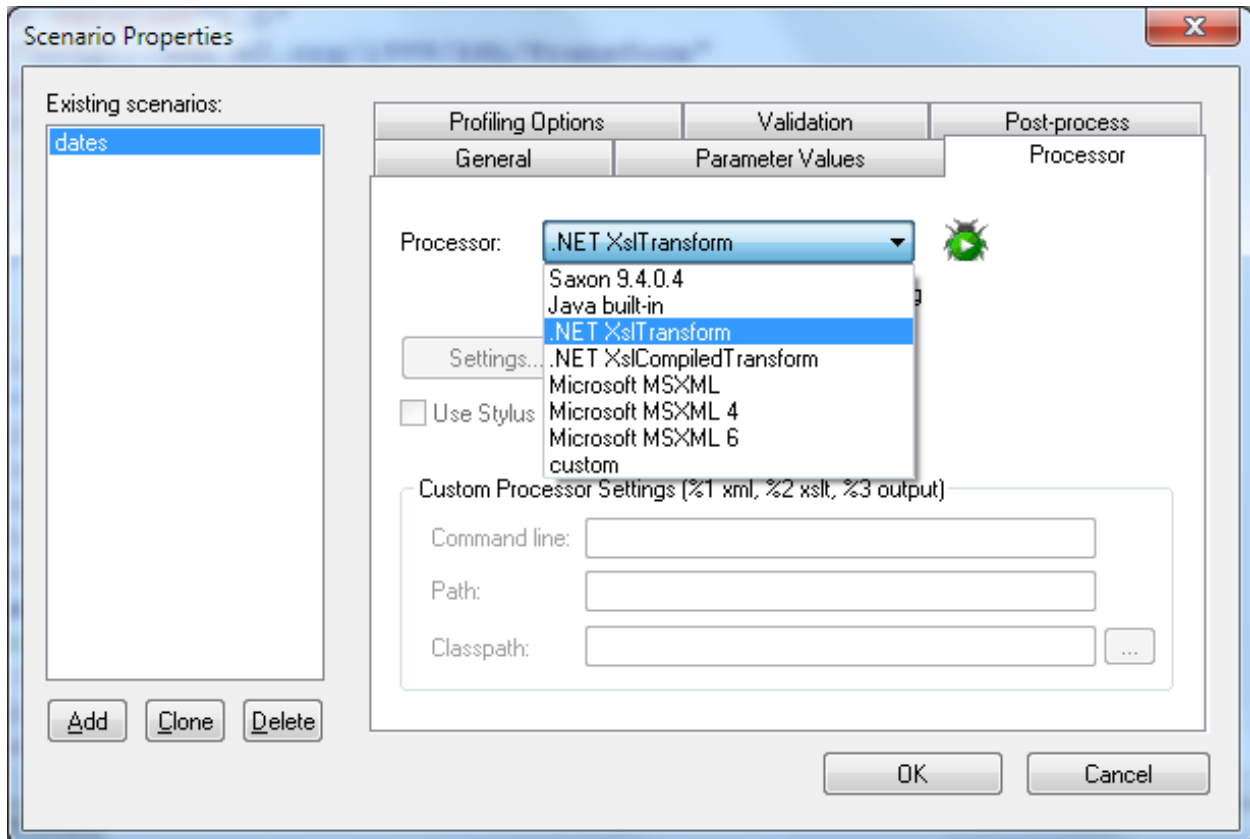 Scenario Properties
Existing scenarios:
dates
Add
Clone
Delete
Profiling Options
Validation
Post-process
General
Parameter Values
Processor
Processor:
.NET XslTransform
Saxon 9.4.0.4
Java built-in
.NET XslTransform
.NET XslCompiledTransform
Microsoft MSXML
Microsoft MSXML 4
Microsoft MSXML 6
custom
Settings...
Use Stylus
Custom Processor Settings (%1 xml, %2 xslt, %3 output)
Command line:
Path:
Classpath:
...
OK
Cancel